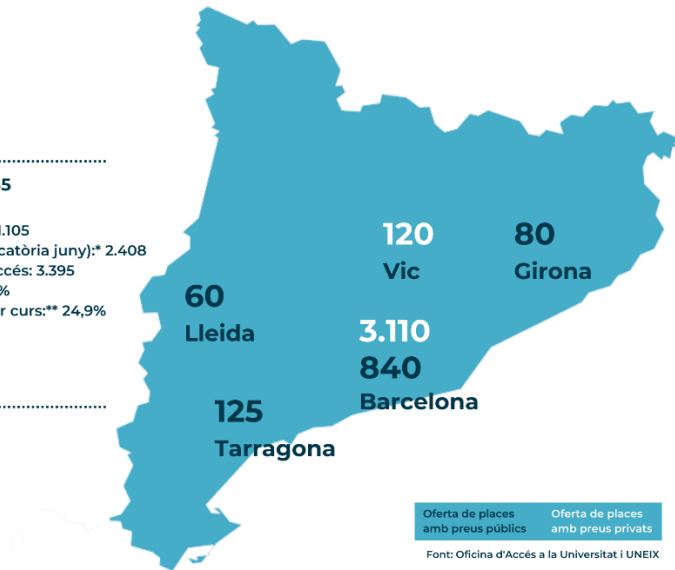 5
1.105
catòria juny):* 2.408
ccés: 3.395
%
r curs:** 24,9%
120
Vic
80
Girona
60
Lleida
3.110
840
Barcelona
125
Tarragona
Oferta de places
amb preus públics
Oferta de places
amb preus privats
Font: Oficina d'Accés a la Universitat i UNEIX